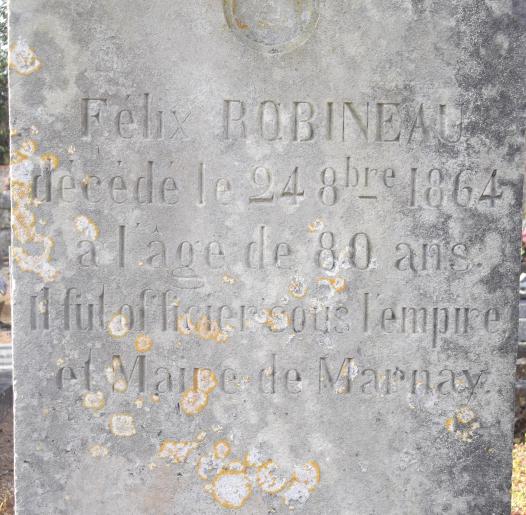 Félix ROBINEAU
décédé le 24 8bre 1864
à l'âge de 80 ans.
Il fut officier sous l'empire
et Maire de Marnay.